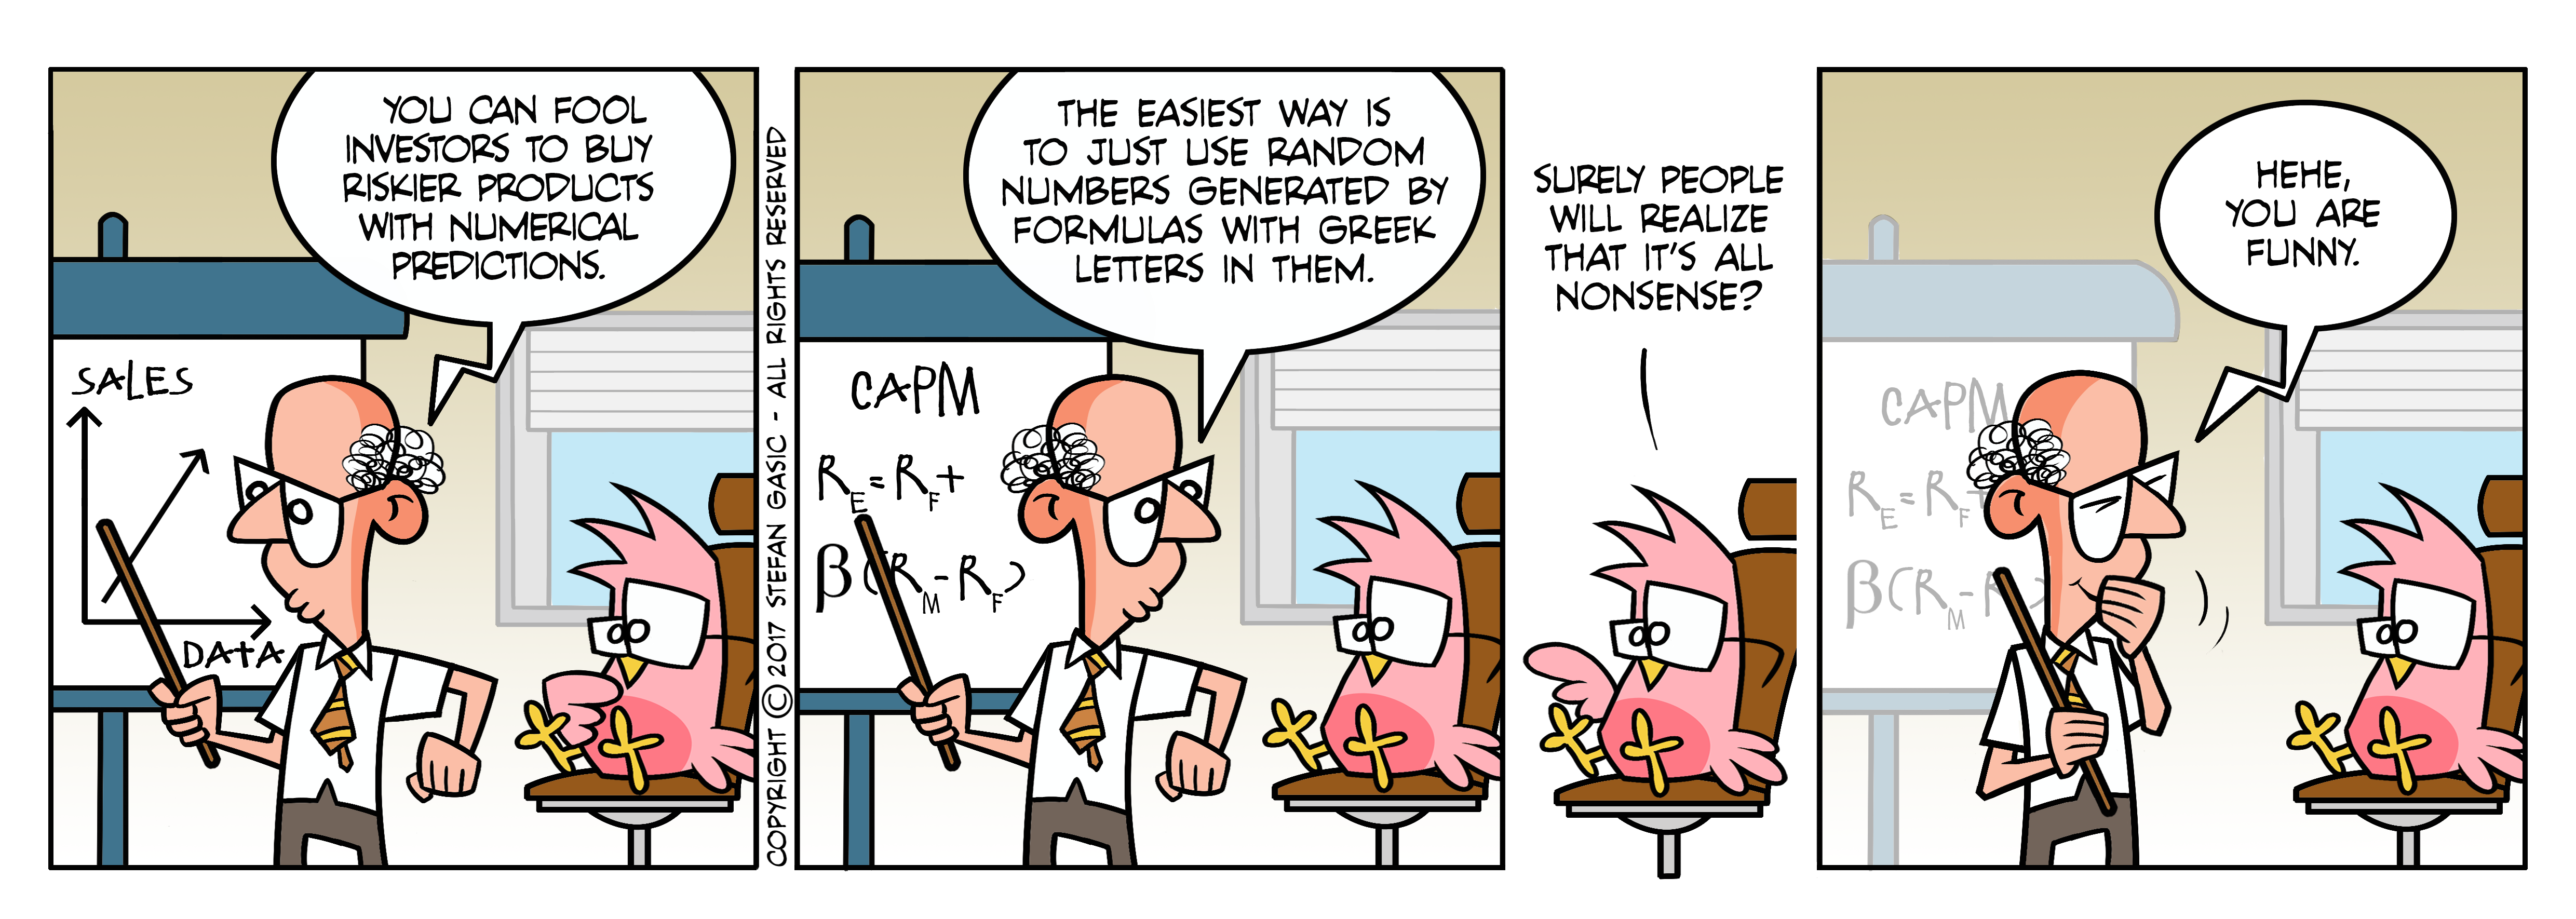 YOU CAN FOOL
INVESTORS TO BUY
RISKIER PRODUCTS
WITH NUMERICAL
PREDICTIONS.
SALES
DATA
COPYRIGHT © 2017 STEFAN GASIC - ALL RIGHTS RESERVED
THE EASIEST WAY IS
TO JUST USE RANDOM
NUMBERS GENERATED BY
FORMULAS WITH GREEK
LETTERS IN THEM.
CAPM
R_E = R_F +
β(R_M - R_F)
SURELY PEOPLE
WILL REALIZE
THAT IT'S ALL
NONSENSE?
HEHE,
YOU ARE
FUNNY.
CAPM
R_E = R_F +
β(R_M - R